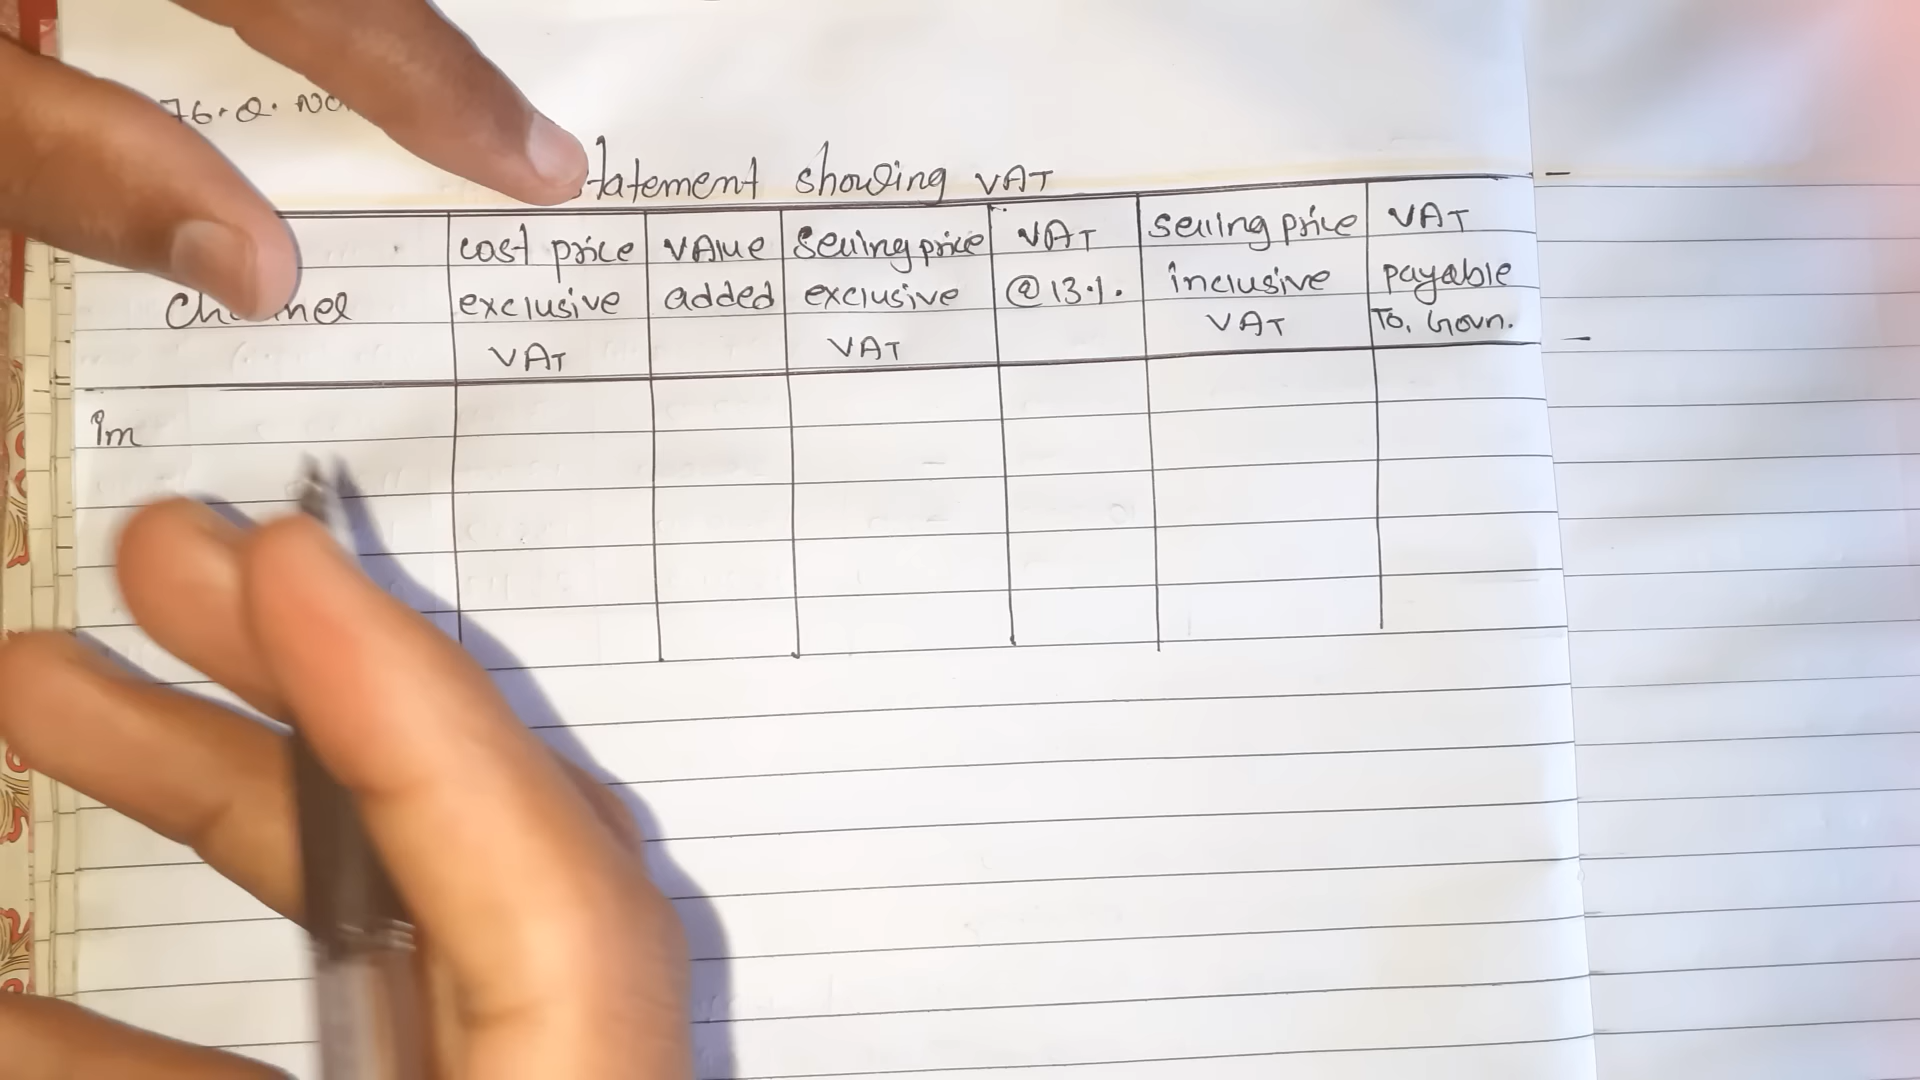 76. Q. No
Statement showing VAT
Channel
cost price exclusive VAT
value added
selling price exclusive VAT
VAT @ 13%.
selling price inclusive VAT
VAT payable To. Govn.
Im